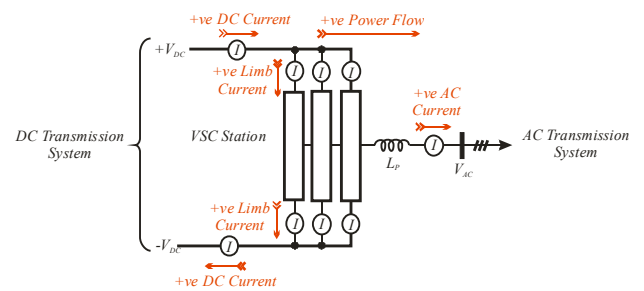 +ve DC Current
+ve Power Flow
+V_DC
I
+ve Limb
Current
I
I
I
+ve AC
Current
DC Transmission
System
VSC Station
I
AC Transmission
System
L_P
V_AC
+ve Limb
Current
I
I
I
-V_DC
I
+ve DC Current